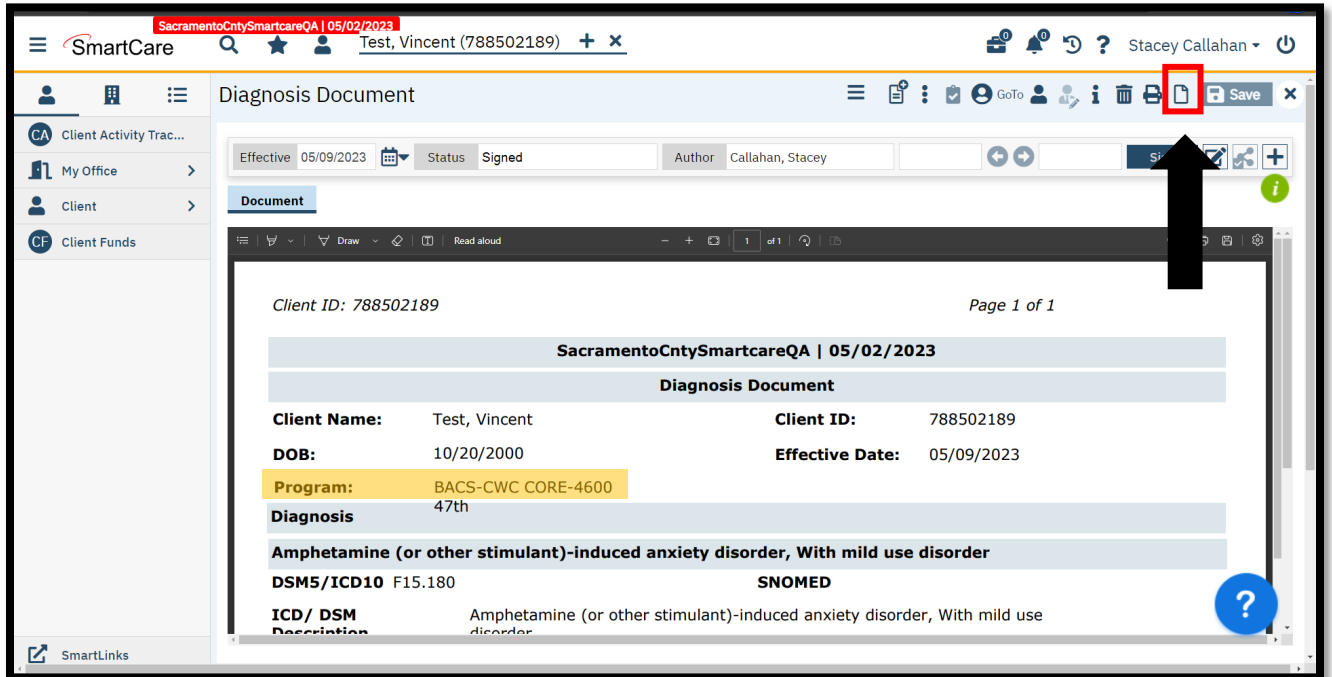 SacramentoCntySmartcareQA | 05/02/2023
SmartCare
Test, Vincent (788502189)
0
0
?
Stacey Callahan
Diagnosis Document
GoTo
Save
CA Client Activity Trac...
My Office
Client
CF Client Funds
SmartLinks
Effective 05/09/2023 Status Signed Author Callahan, Stacey
Document
Draw Read aloud 1 of 1
Client ID: 788502189 Page 1 of 1
SacramentoCntySmartcareQA | 05/02/2023
Diagnosis Document
Client Name: Test, Vincent Client ID: 788502189
DOB: 10/20/2000 Effective Date: 05/09/2023
Program: BACS-CWC CORE-4600
47th
Diagnosis
Amphetamine (or other stimulant)-induced anxiety disorder, With mild use disorder
DSM5/ICD10 F15.180 SNOMED
ICD/ DSM Amphetamine (or other stimulant)-induced anxiety disorder, With mild use
Description disorder
?